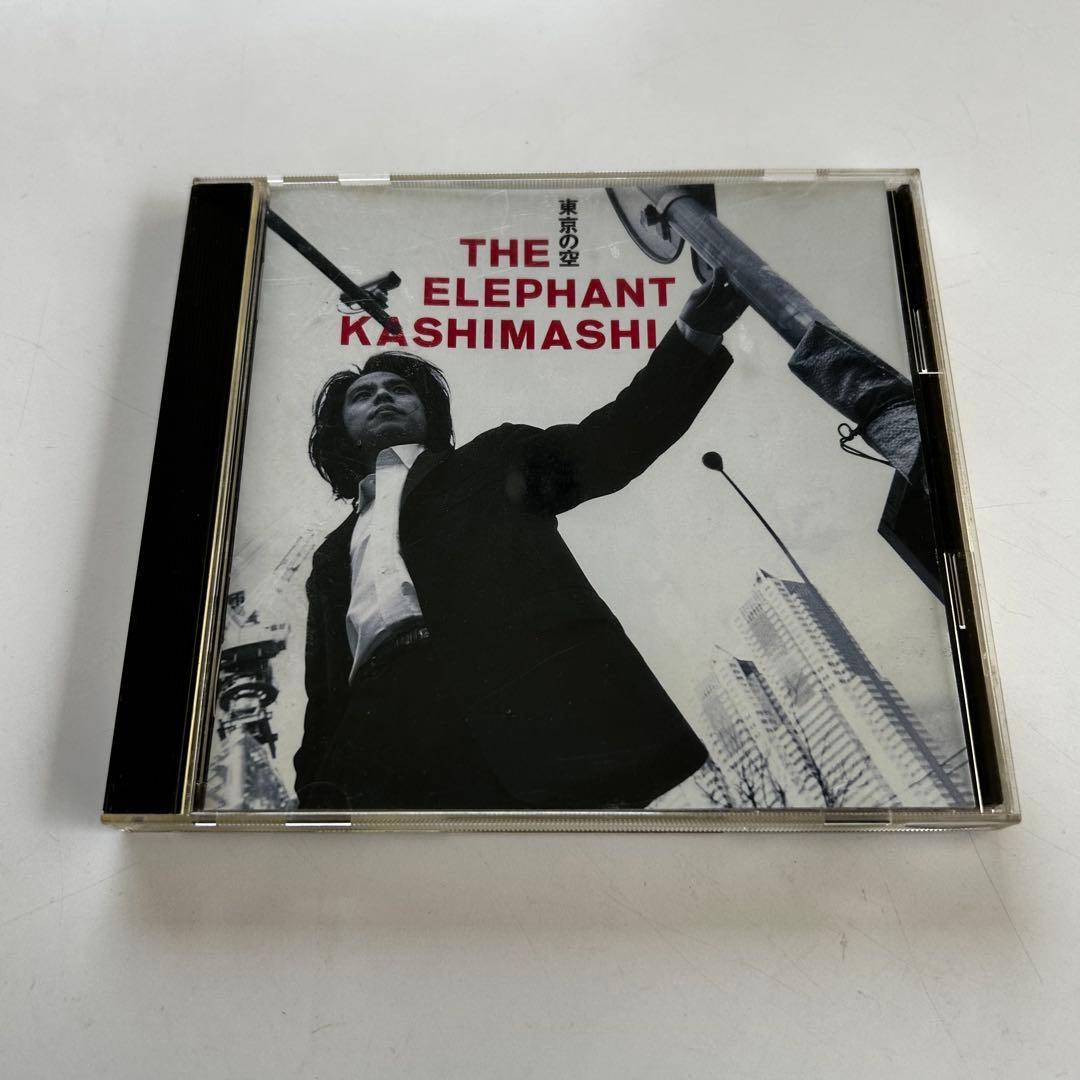 東京の空
THE
ELEPHANT
KASHIMASHI